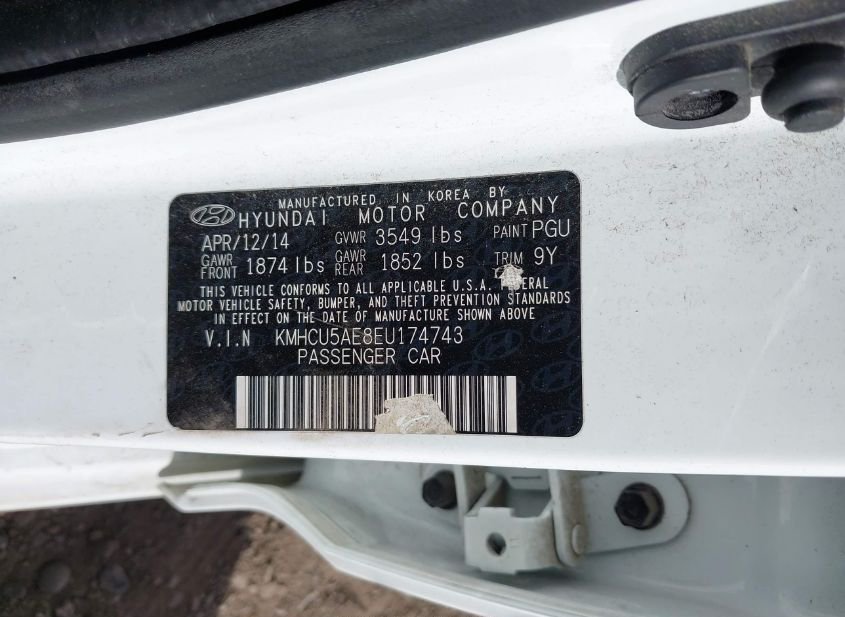 MANUFACTURED IN KOREA BY
HYUNDAI MOTOR COMPANY
APR/12/14 GVWR 3549 lbs PAINT PGU
GAWR FRONT 1874 lbs GAWR REAR 1852 lbs TRIM 9Y
THIS VEHICLE CONFORMS TO ALL APPLICABLE U.S.A. FEDERAL
MOTOR VEHICLE SAFETY, BUMPER, AND THEFT PREVENTION STANDARDS
IN EFFECT ON THE DATE OF MANUFACTURE SHOWN ABOVE
V.I.N KMHCU5AE8EU174743
PASSENGER CAR